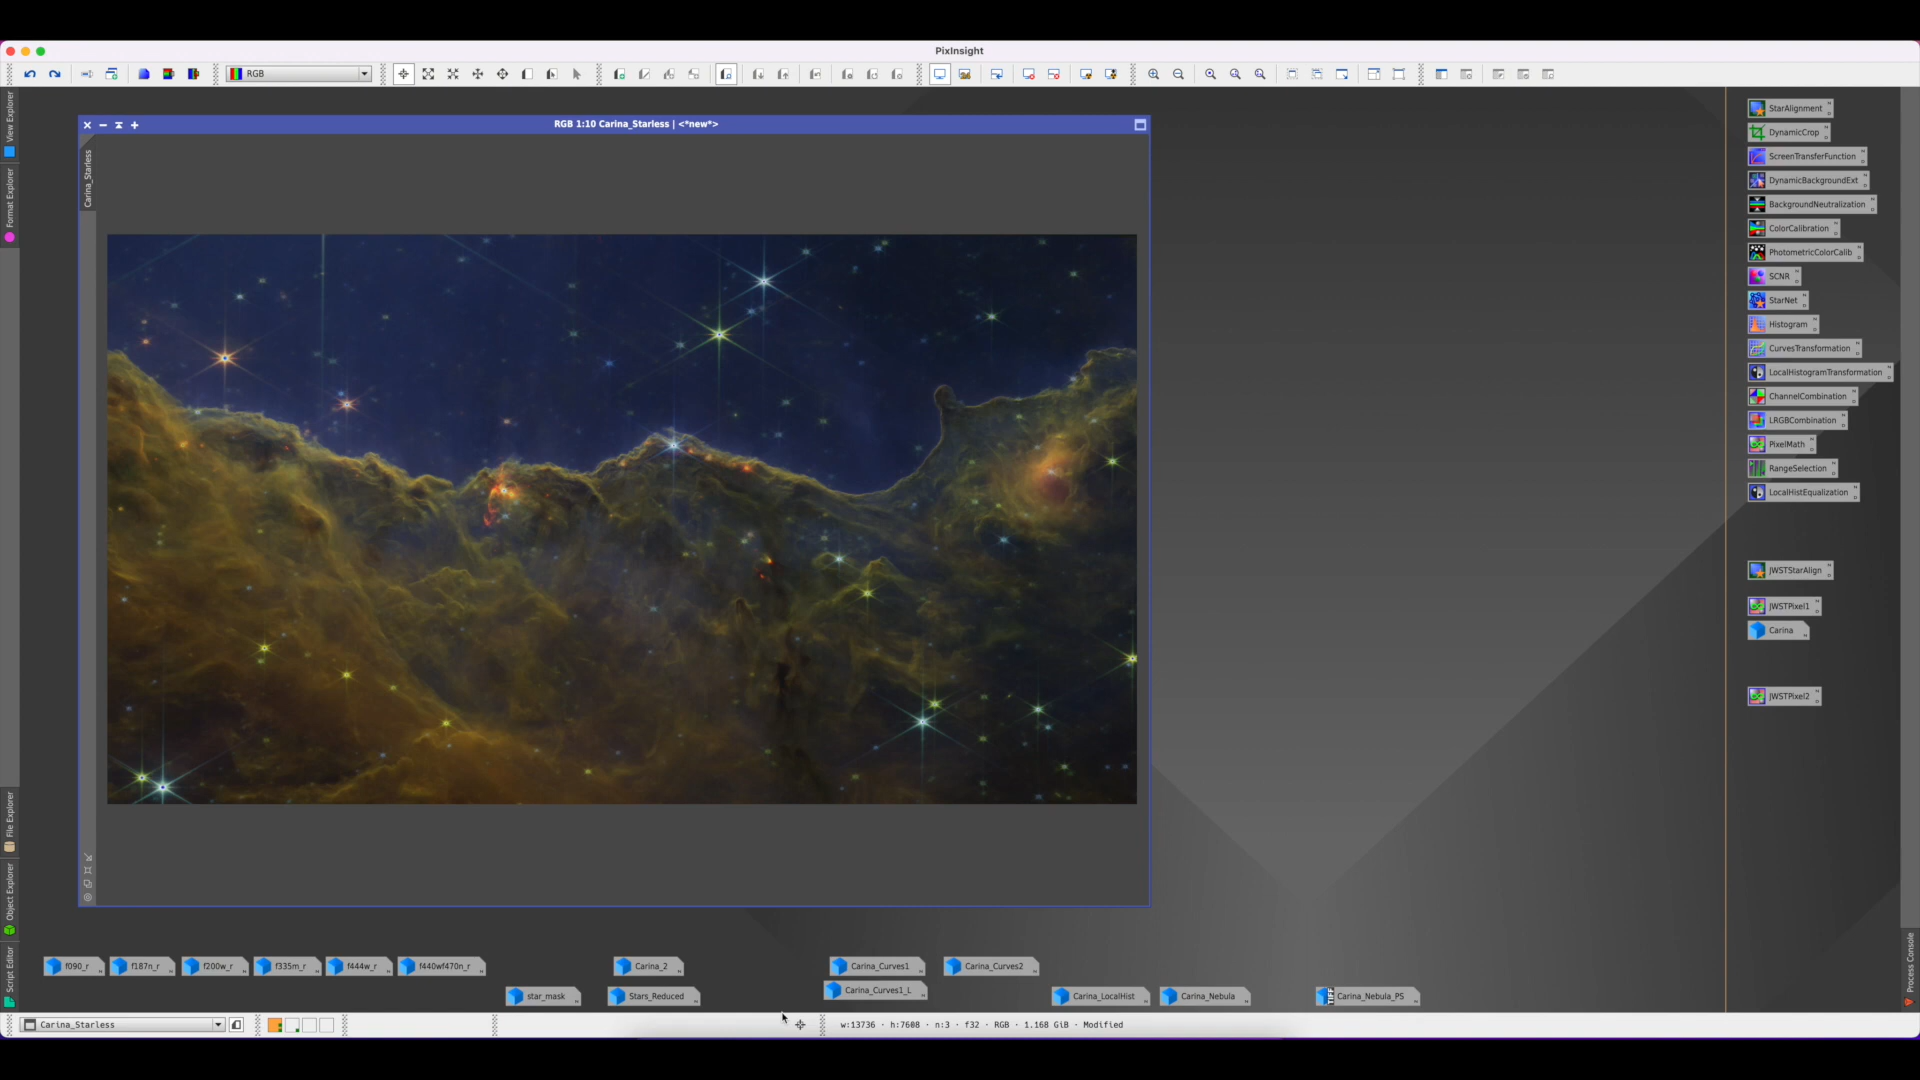 PixInsight
RGB
View Explorer
Format Explorer
File Explorer
Object Explorer
Script Editor
Process Console
RGB 1:10 Carina_Starless | <*new*>
Carina_Starless
StarAlignment
DynamicCrop
ScreenTransferFunction
DynamicBackgroundExt
BackgroundNeutralization
ColorCalibration
PhotometricColorCalib
SCNR
StarNet
Histogram
CurvesTransformation
LocalHistogramTransformation
ChannelCombination
LRGBCombination
PixelMath
RangeSelection
LocalHistEqualization
JWSTStarAlign
JWSTPixel1
Carina
JWSTPixel2
f090_r f187n_r f200w_r f335m_r f444w_r f440wf470n_r Carina_2 Carina_Curves1 Carina_Curves2
Carina_Curves1_L
star_mask Stars_Reduced Carina_LocalHist Carina_Nebula Carina_Nebula_PS
Carina_Starless
w:13736 · h:7608 · n:3 · f32 · RGB · 1.168 GiB · Modified